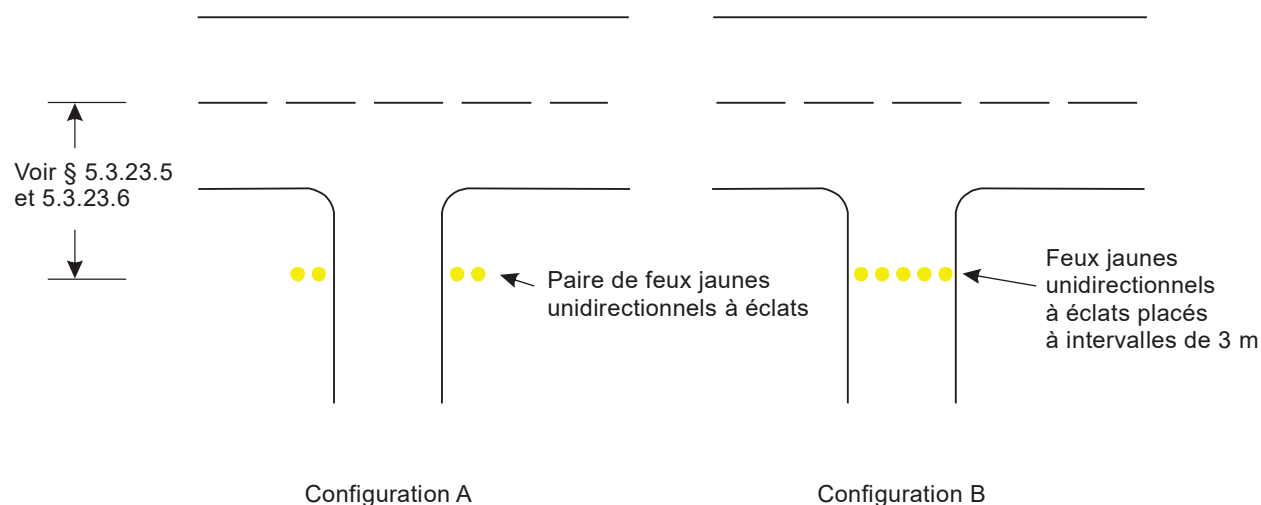 Voir § 5.3.23.5
et 5.3.23.6
Paire de feux jaunes
unidirectionnels à éclats
Feux jaunes
unidirectionnels
à éclats placés
à intervalles de 3 m
Configuration A
Configuration B